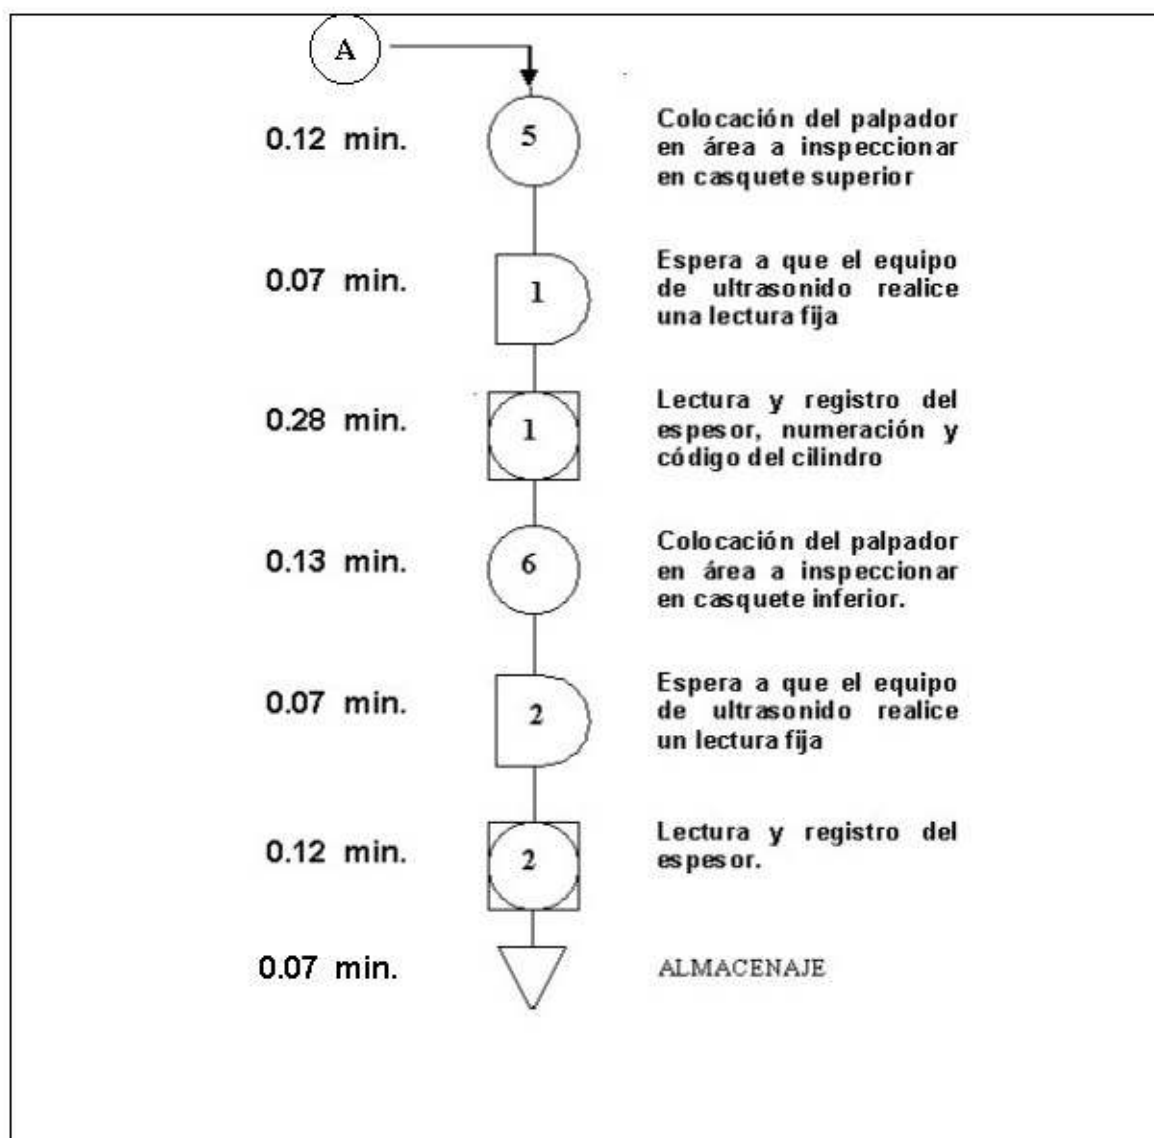 A
0.12 min.
5
Colocación del palpador
en área a inspeccionar
en casquete superior
0.07 min.
1
Espera a que el equipo
de ultrasonido realice
una lectura fija
0.28 min.
1
Lectura y registro del
espesor, numeración y
código del cilindro
0.13 min.
6
Colocación del palpador
en área a inspeccionar
en casquete inferior.
0.07 min.
2
Espera a que el equipo
de ultrasonido realice
un lectura fija
0.12 min.
2
Lectura y registro del
espesor.
0.07 min.
ALMACENAJE